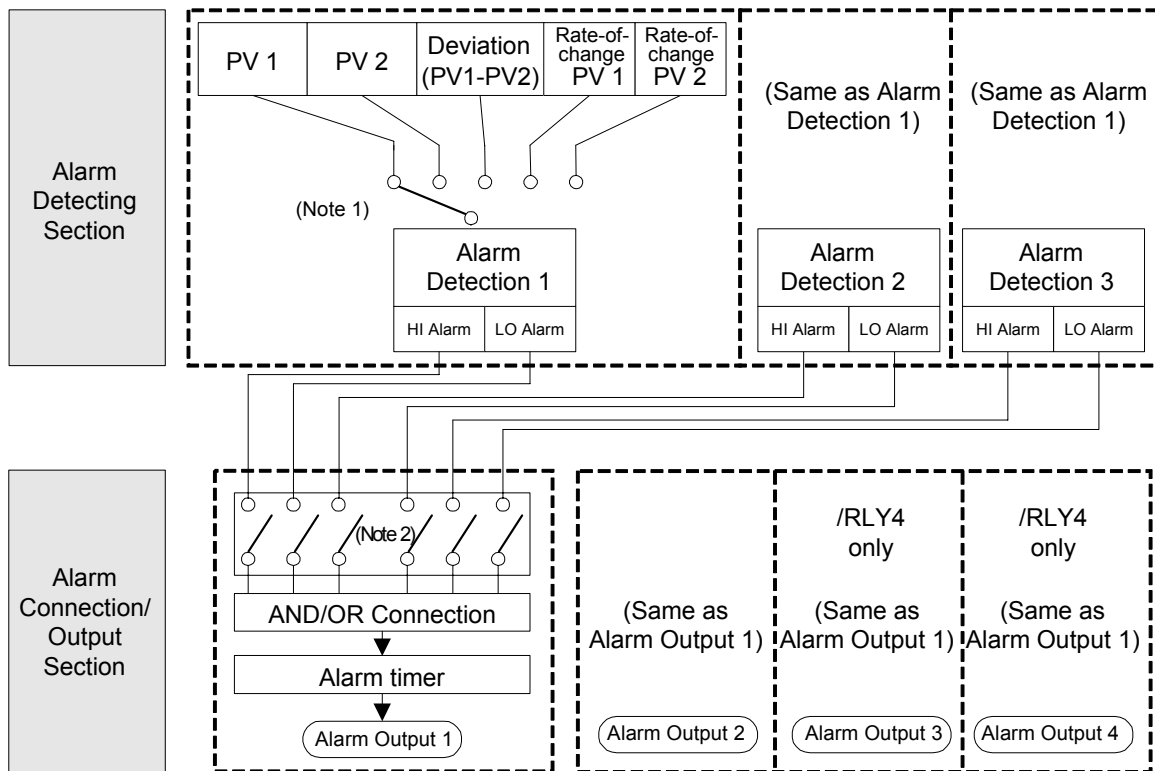 Alarm
Detecting
Section
PV 1
PV 2
Deviation
(PV1-PV2)
Rate-of-
change
PV 1
Rate-of-
change
PV 2
(Note 1)
Alarm
Detection 1
HI Alarm
LO Alarm
(Same as Alarm
Detection 1)
Alarm
Detection 2
HI Alarm
LO Alarm
(Same as Alarm
Detection 1)
Alarm
Detection 3
HI Alarm
LO Alarm
Alarm
Connection/
Output
Section
(Note 2)
AND/OR Connection
Alarm timer
Alarm Output 1
(Same as
Alarm Output 1)
Alarm Output 2
/RLY4
only
(Same as
Alarm Output 1)
Alarm Output 3
/RLY4
only
(Same as
Alarm Output 1)
Alarm Output 4